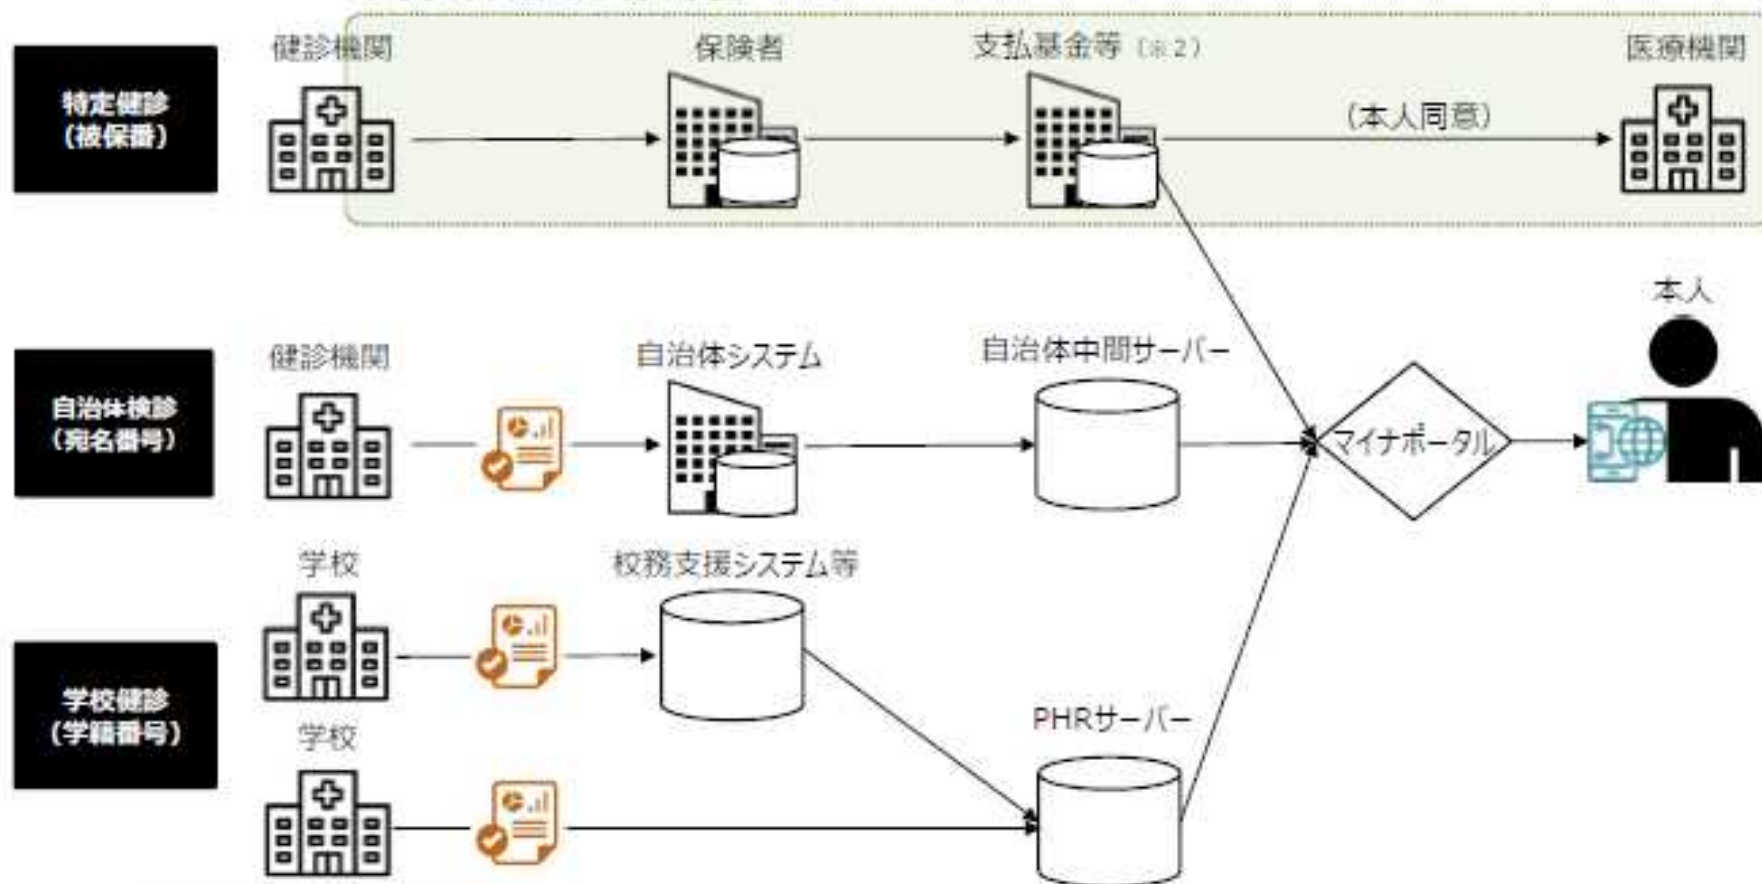 健診機関
保険者
支払基金等（※2）
医療機関
特定健診
（被保番）
（本人同意）
本人
健診機関
自治体システム
自治体中間サーバー
自治体検診
（宛名番号）
マイナポータル
学校
校務支援システム等
学校健診
（学籍番号）
学校
PHRサーバー